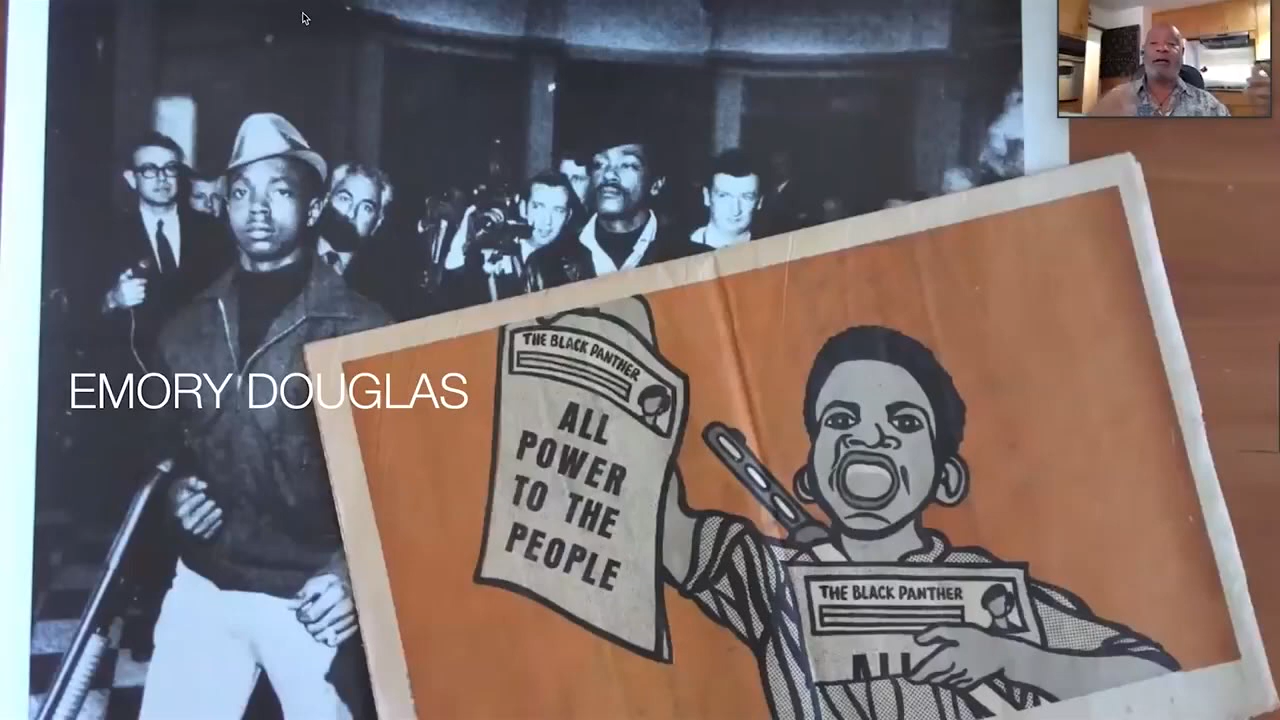 EMORY DOUGLAS
THE BLACK PANTHER
ALL
POWER
TO THE
PEOPLE
THE BLACK PANTHER
ALL